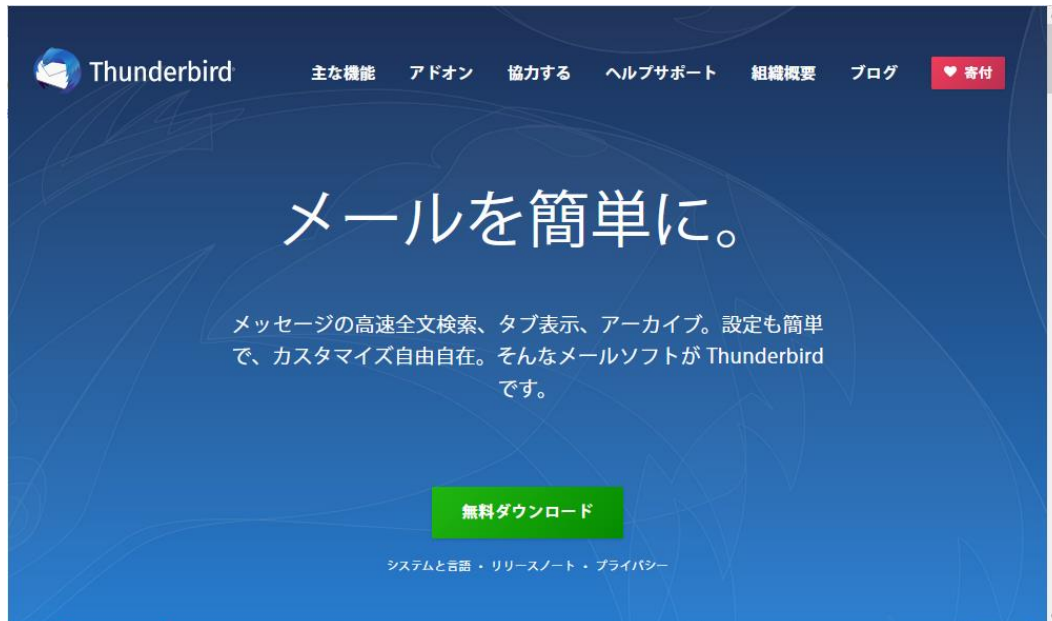 Thunderbird 主な機能 アドオン 協力する ヘルプサポート 組織概要 ブログ ♥ 寄付
メールを簡単に。
メッセージの高速全文検索、タブ表示、アーカイブ。設定も簡単
で、カスタマイズ自由自在。そんなメールソフトが Thunderbird
です。
無料ダウンロード
システムと言語 • リリースノート • プライバシー